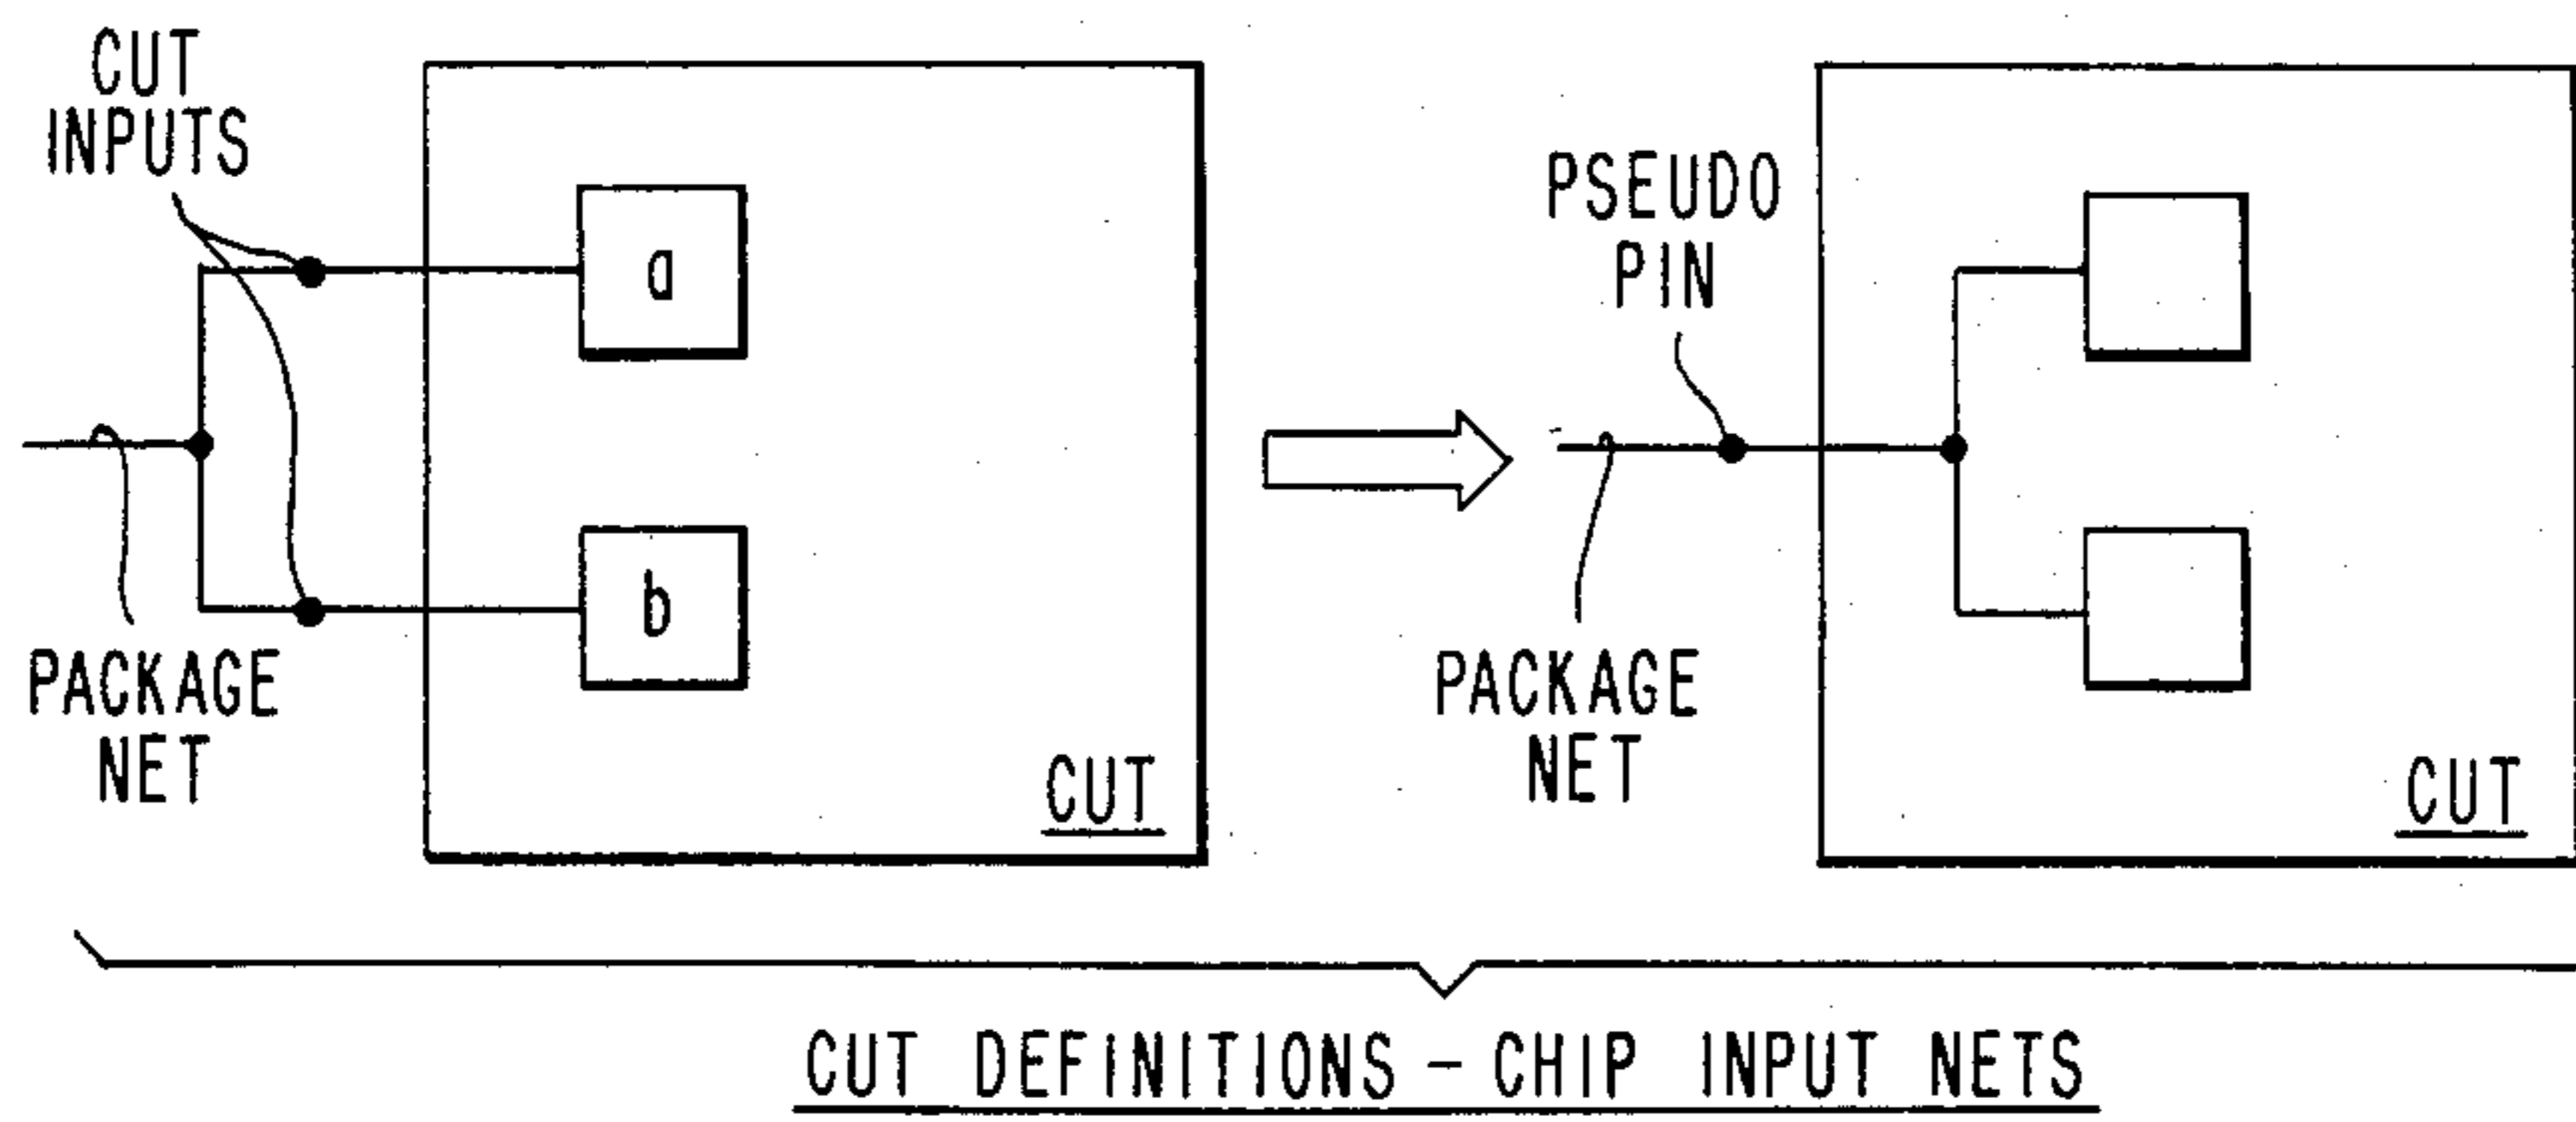 CUT
INPUTS
a
b
PACKAGE
NET
CUT
PSEUDO
PIN
PACKAGE
NET
CUT
CUT DEFINITIONS - CHIP INPUT NETS